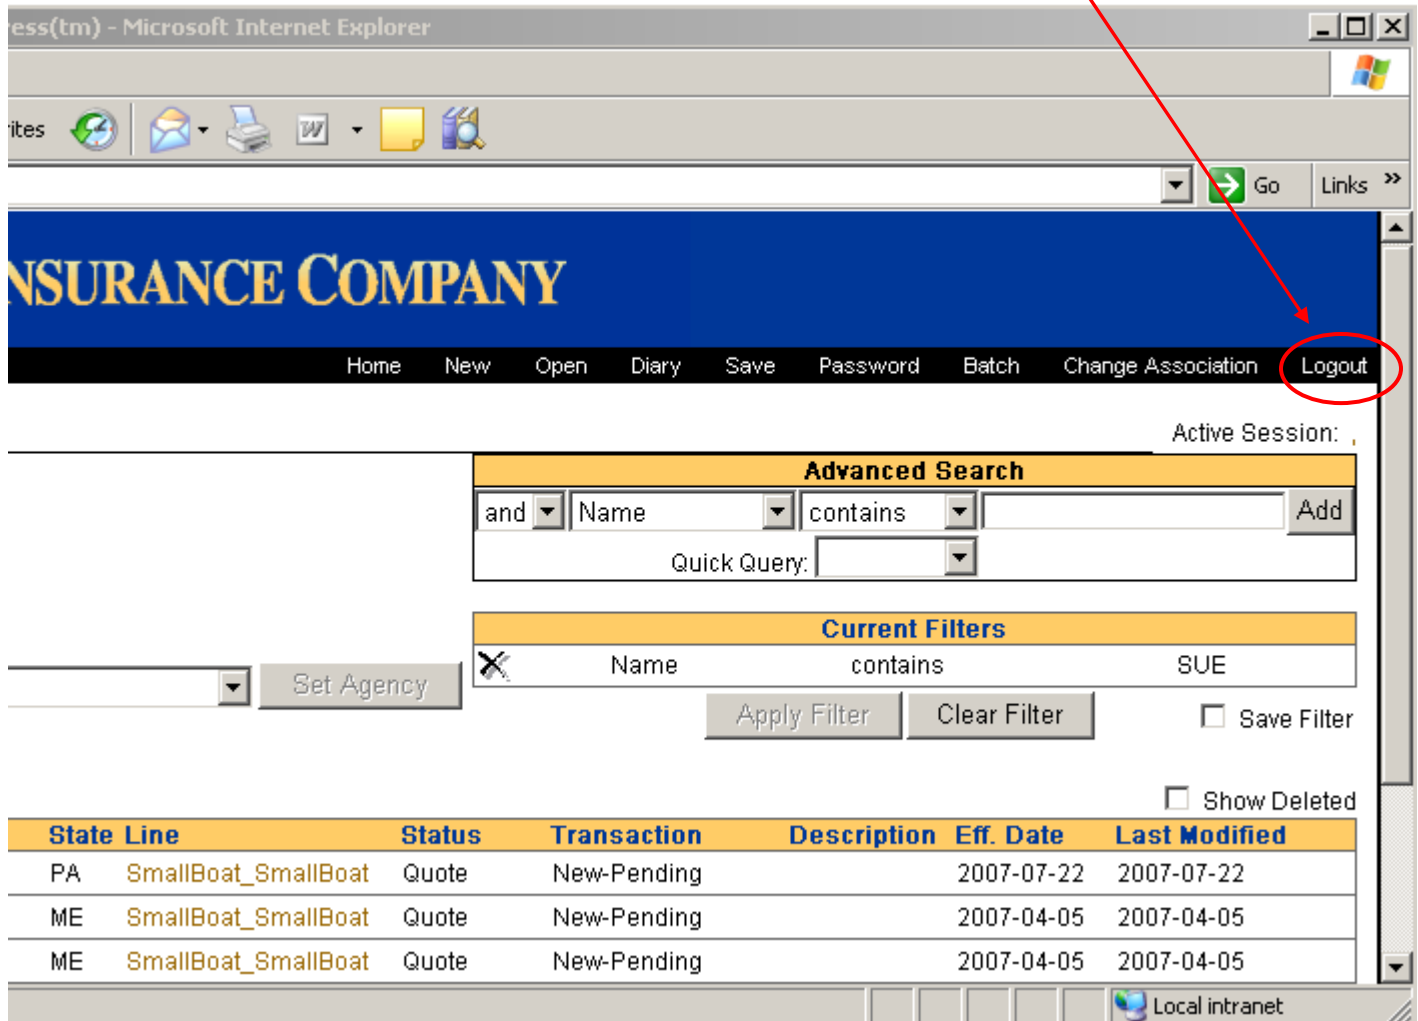 ess(tm) - Microsoft Internet Explorer
ites
Go Links »
NSURANCE COMPANY
Home New Open Diary Save Password Batch Change Association Logout
Active Session:
Advanced Search
and Name contains Add
Quick Query:
Current Filters
Name contains SUE
Set Agency
Apply Filter Clear Filter Save Filter
Show Deleted
State Line Status Transaction Description Eff. Date Last Modified
PA SmallBoat_SmallBoat Quote New-Pending 2007-07-22 2007-07-22
ME SmallBoat_SmallBoat Quote New-Pending 2007-04-05 2007-04-05
ME SmallBoat_SmallBoat Quote New-Pending 2007-04-05 2007-04-05
Local intranet